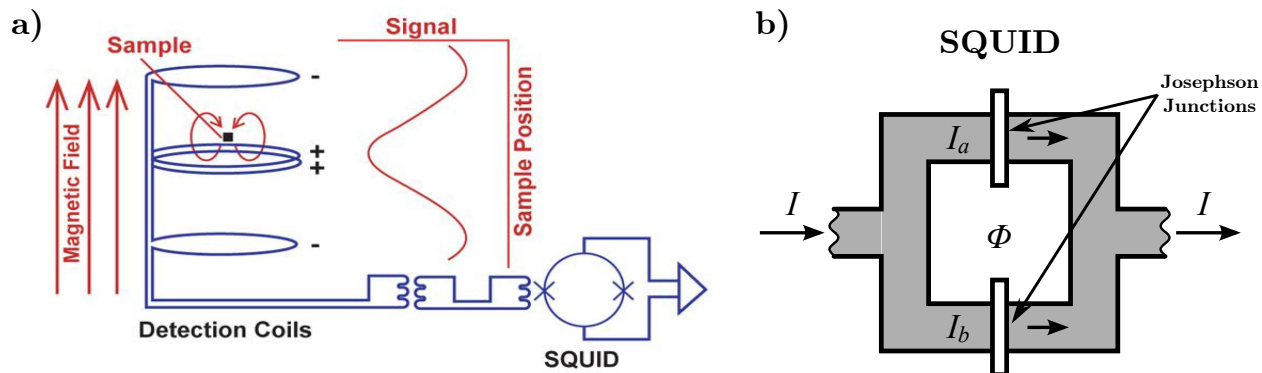 a)
Signal
Sample
Magnetic Field
-
+
+
-
Sample Position
Detection Coils
SQUID
b)
SQUID
Josephson
Junctions
I_a
I
I
Φ
I_b